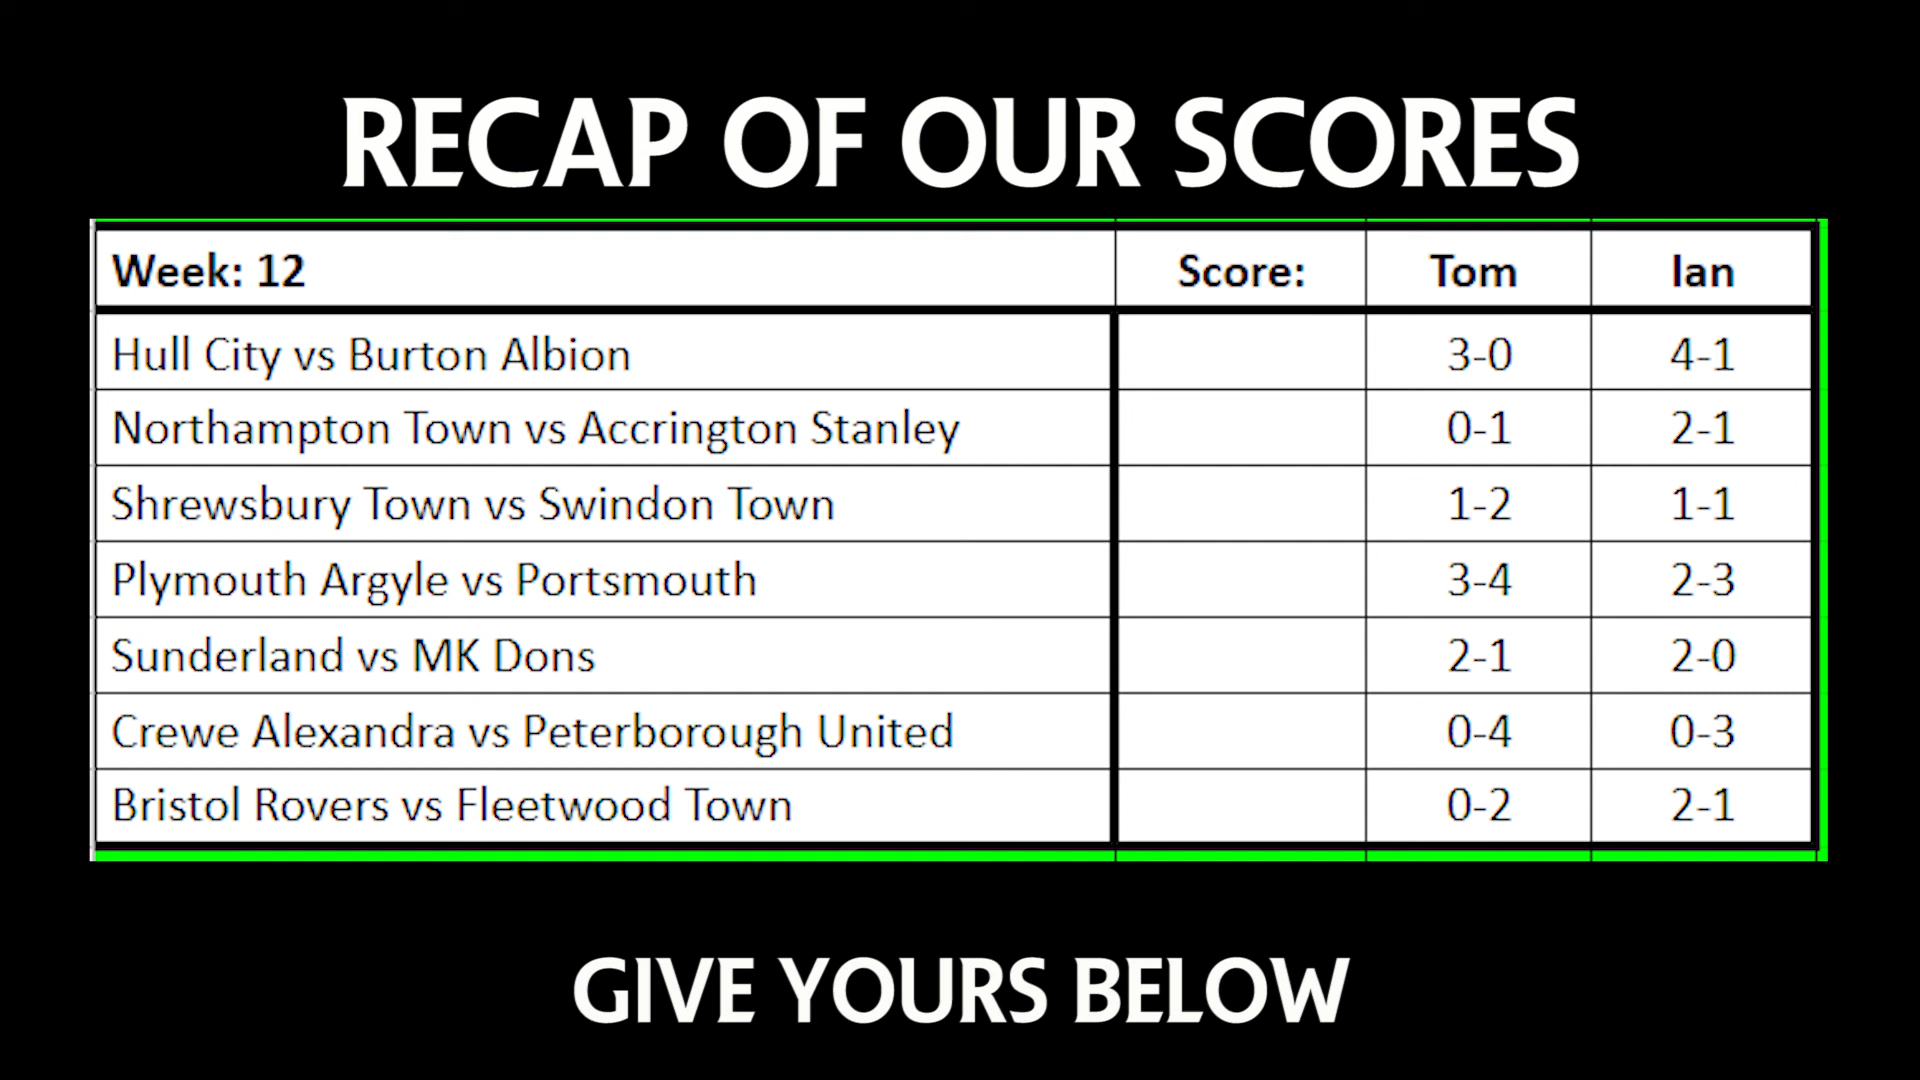 RECAP OF OUR SCORES
Week: 12 Score: Tom Ian
Hull City vs Burton Albion 3-0 4-1
Northampton Town vs Accrington Stanley 0-1 2-1
Shrewsbury Town vs Swindon Town 1-2 1-1
Plymouth Argyle vs Portsmouth 3-4 2-3
Sunderland vs MK Dons 2-1 2-0
Crewe Alexandra vs Peterborough United 0-4 0-3
Bristol Rovers vs Fleetwood Town 0-2 2-1
GIVE YOURS BELOW